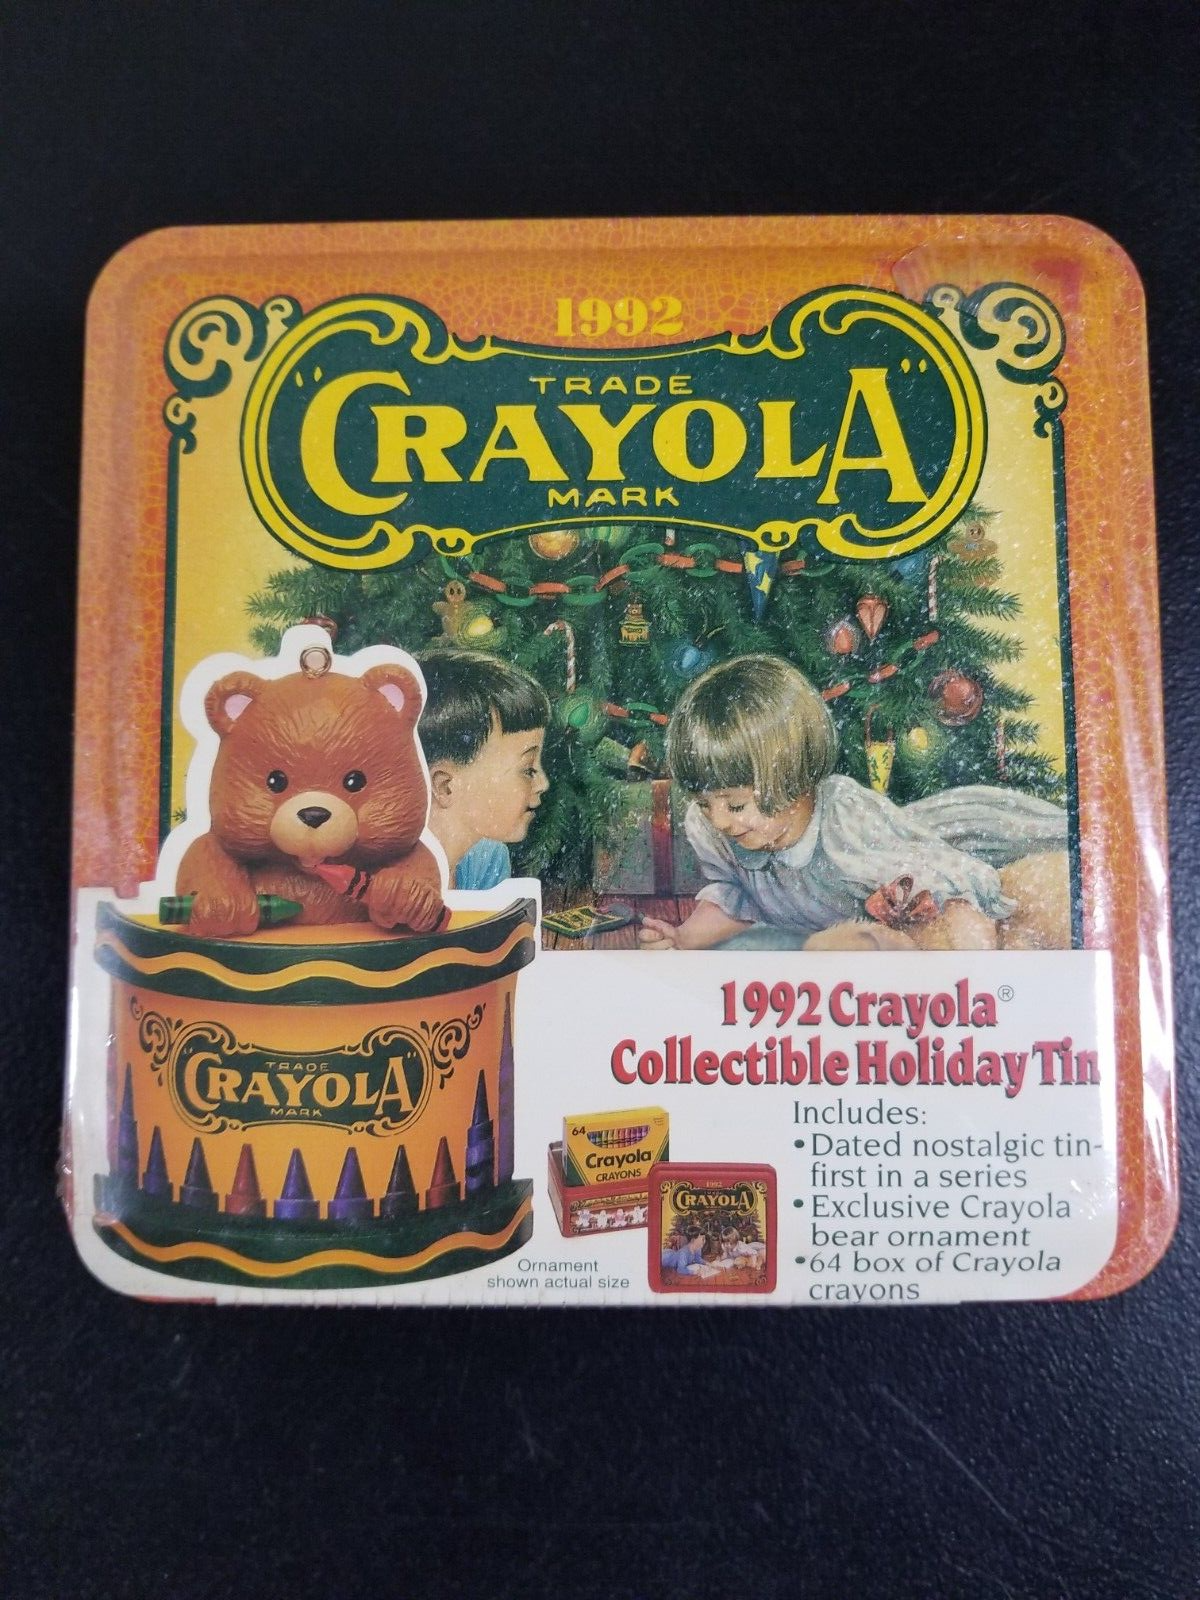 1992
TRADE
"CRAYOLA"
MARK
TRADE
"CRAYOLA"
MARK
1992 Crayola®
Collectible Holiday Tin
Includes:
•Dated nostalgic tin-
first in a series
•Exclusive Crayola
bear ornament
•64 box of Crayola
crayons
64
Crayola
CRAYONS
1992
CRAYOLA
Ornament
shown actual size